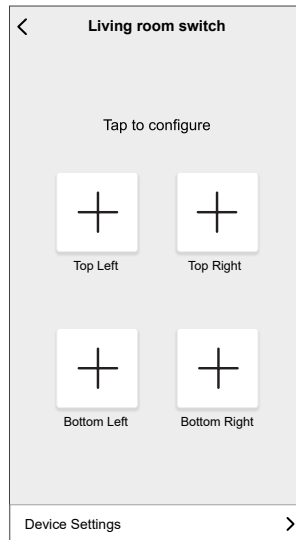 Living room switch
Tap to configure
Top Left
Top Right
Bottom Left
Bottom Right
Device Settings